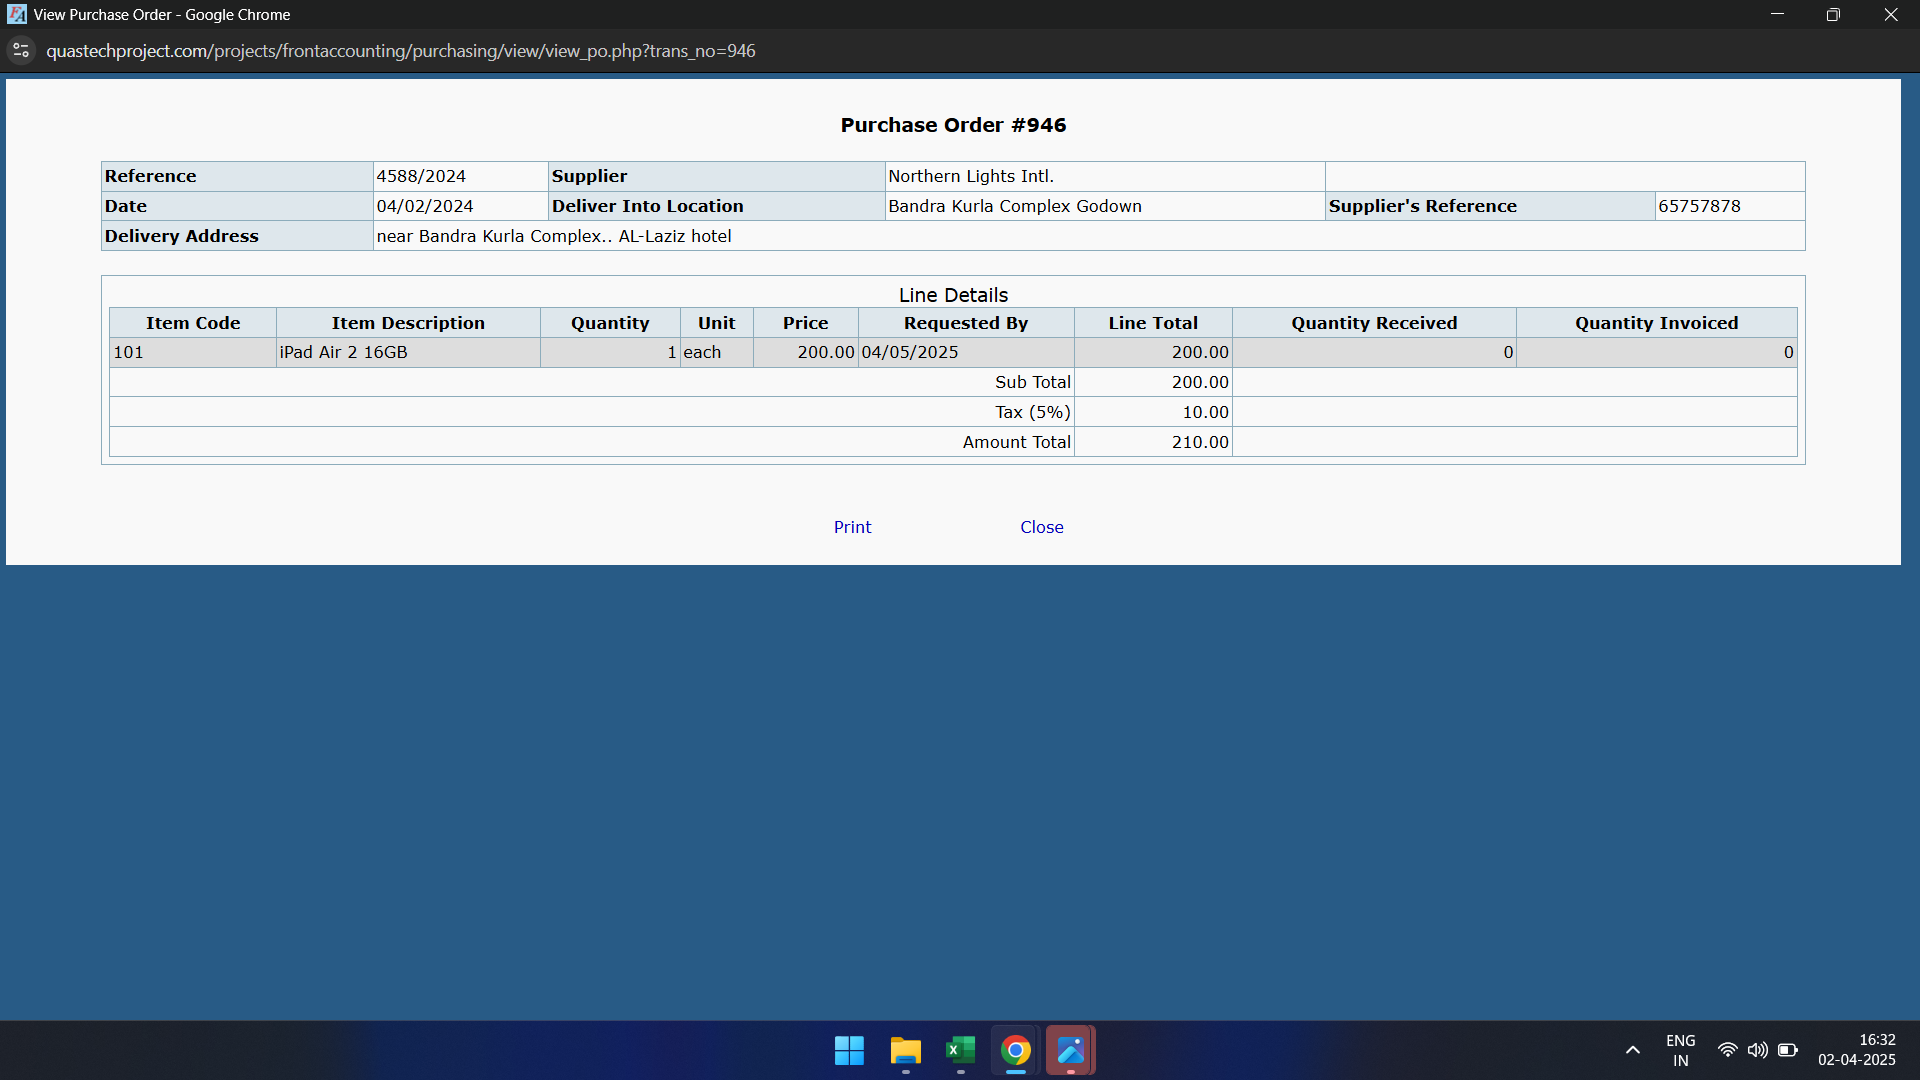 View Purchase Order - Google Chrome
quastechproject.com/projects/frontaccounting/purchasing/view/view_po.php?trans_no=946
Purchase Order #946
Reference 4588/2024 Supplier Northern Lights Intl.
Date 04/02/2024 Deliver Into Location Bandra Kurla Complex Godown Supplier's Reference 65757878
Delivery Address near Bandra Kurla Complex.. AL-Laziz hotel
Line Details
Item Code Item Description Quantity Unit Price Requested By Line Total Quantity Received Quantity Invoiced
101 iPad Air 2 16GB 1 each 200.00 04/05/2025 200.00 0 0
Sub Total 200.00
Tax (5%) 10.00
Amount Total 210.00
Print Close
ENG 16:32
IN 02-04-2025